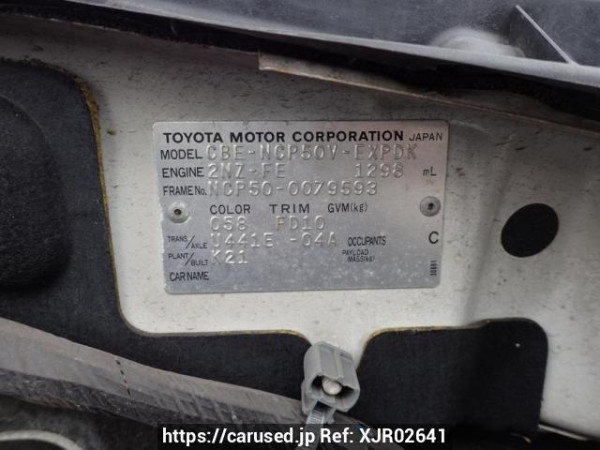 TOYOTA MOTOR CORPORATION JAPAN
MODEL CBE-NCP50V-EXPDK
ENGINE 2NZ-FE 1298 mL
FRAME No. NCP50-0079593
COLOR TRIM GVM(kg)
058 FD10
TRANS./AXLE U441E -04A OCCUPANTS C
PLANT/BUILT K21 PAYLOAD MASS(kg)
CAR NAME
https://carused.jp Ref: XJR02641